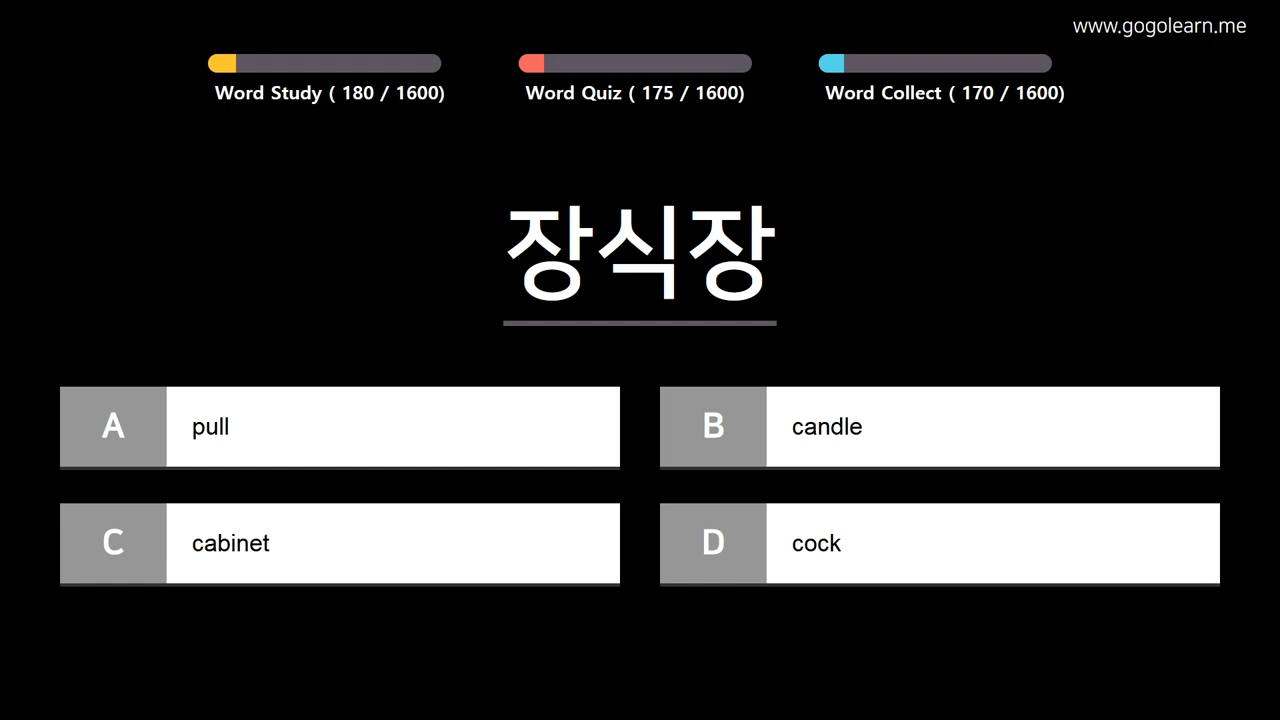 www.gogolearn.me
Word Study ( 180 / 1600)
Word Quiz ( 175 / 1600)
Word Collect ( 170 / 1600)
장식장
A pull
B candle
C cabinet
D cock